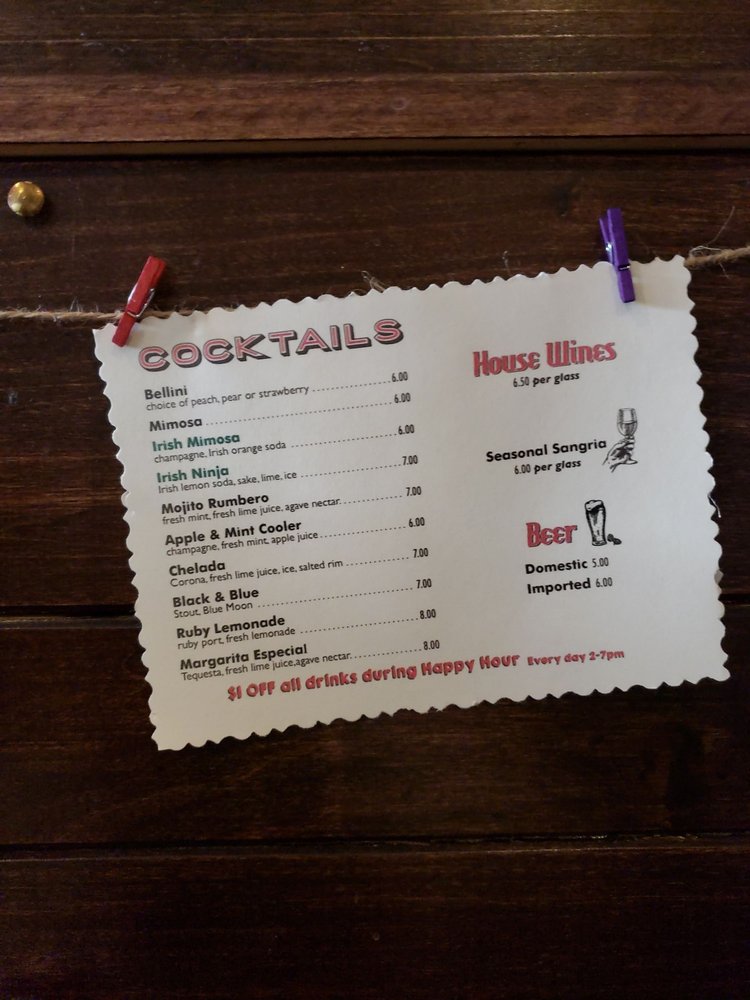 COCKTAILS
Bellini
choice of peach, pear or strawberry ..................... 6.00
Mimosa ..................... 6.00
Irish Mimosa
champagne, Irish orange soda ..................... 6.00
Irish Ninja
Irish lemon soda, sake, lime, ice ..................... 7.00
Mojito Rumbero
fresh mint, fresh lime juice, agave nectar ..................... 7.00
Apple & Mint Cooler
champagne, fresh mint, apple juice ..................... 6.00
Chelada
Corona, fresh lime juice, ice, salted rim ..................... 7.00
Black & Blue
Stout, Blue Moon ..................... 7.00
Ruby Lemonade
ruby port, fresh lemonade ..................... 8.00
Margarita Especial
Tequesta, fresh lime juice,agave nectar ..................... 8.00
House Wines
6.50 per glass
Seasonal Sangria
6.00 per glass
Beer
Domestic 5.00
Imported 6.00
$1 OFF all drinks during Happy Hour Every day 2-7pm